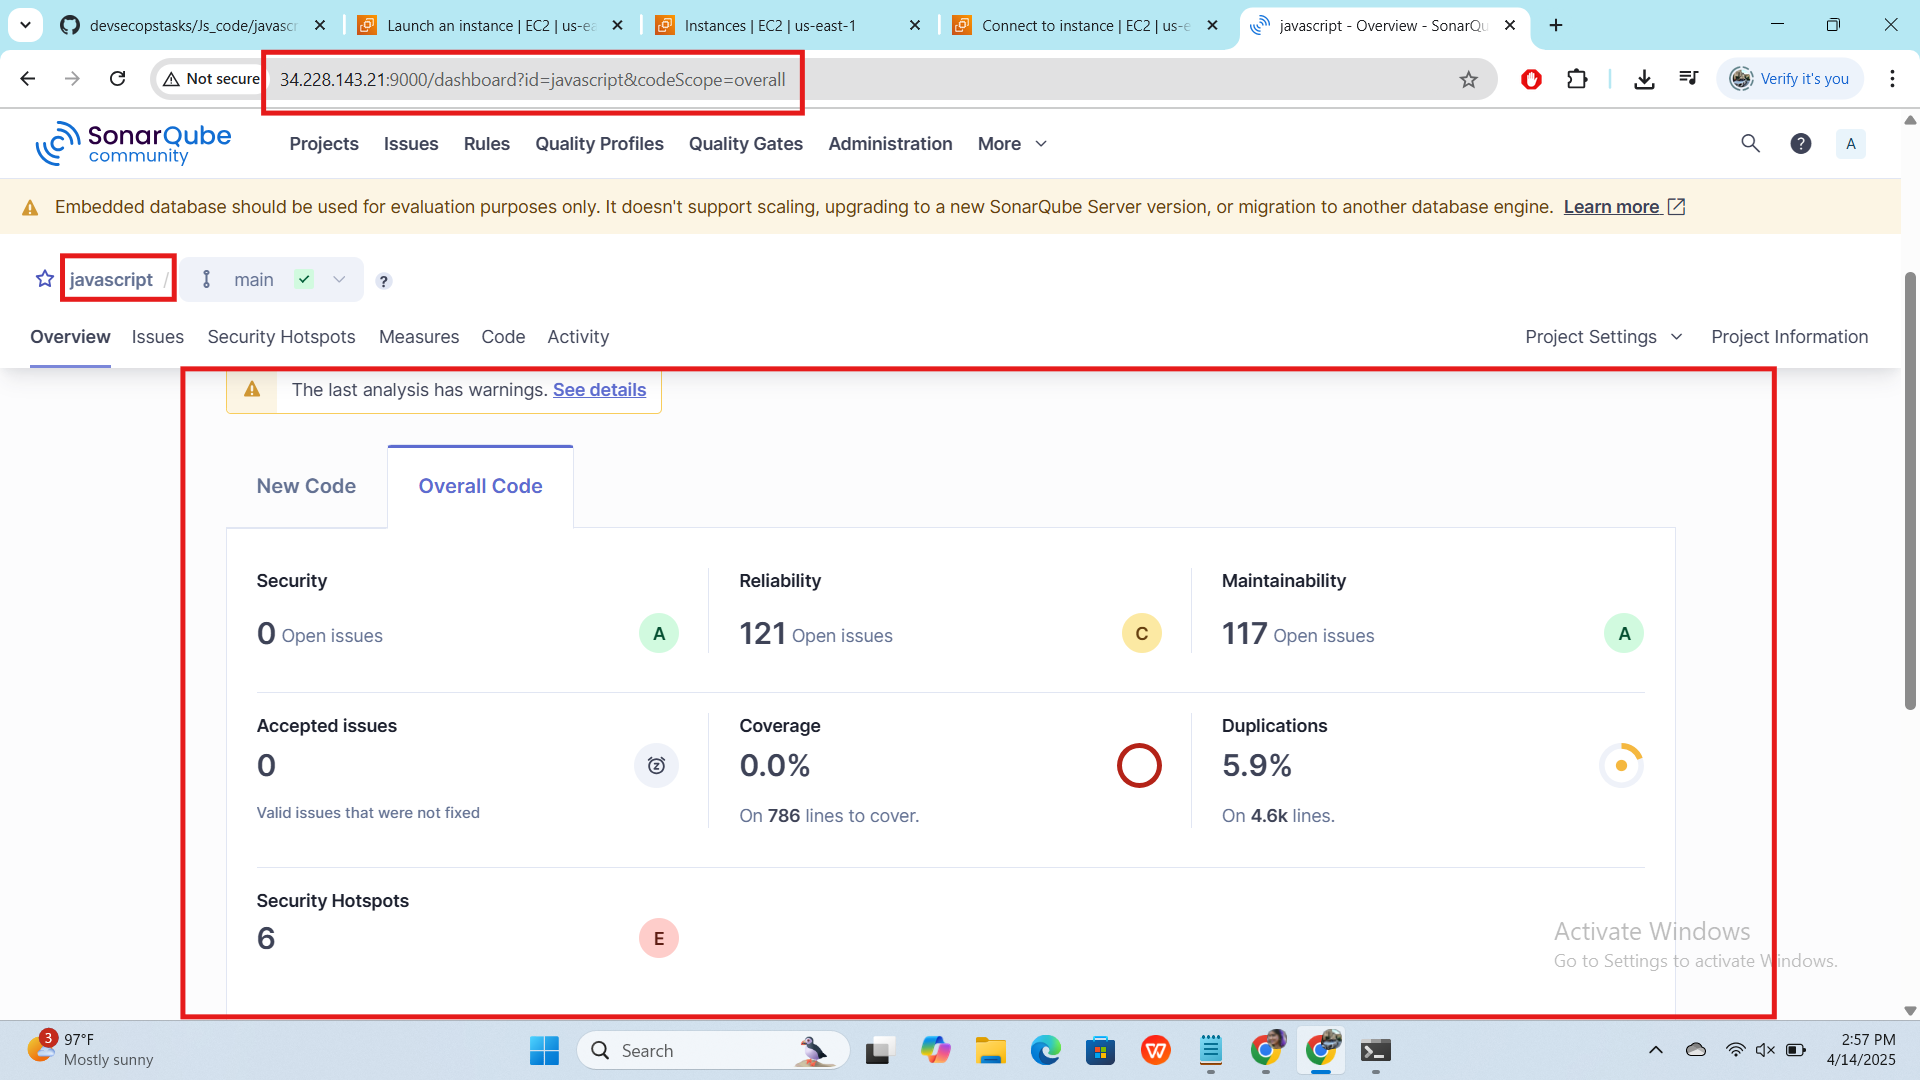 devsecopstasks/Js_code/javascr
Launch an instance | EC2 | us-ea
Instances | EC2 | us-east-1
Connect to instance | EC2 | us-e
javascript - Overview - SonarQu
Not secure
34.228.143.21:9000/dashboard?id=javascript&codeScope=overall
Verify it's you
SonarQube
community
Projects
Issues
Rules
Quality Profiles
Quality Gates
Administration
More
?
A
Embedded database should be used for evaluation purposes only. It doesn't support scaling, upgrading to a new SonarQube Server version, or migration to another database engine. Learn more
javascript /
main
?
Overview
Issues
Security Hotspots
Measures
Code
Activity
Project Settings
Project Information
The last analysis has warnings. See details
New Code
Overall Code
Security
0 Open issues
A
Reliability
121 Open issues
C
Maintainability
117 Open issues
A
Accepted issues
0
Valid issues that were not fixed
Coverage
0.0%
On 786 lines to cover.
Duplications
5.9%
On 4.6k lines.
Security Hotspots
6
E
Activate Windows
Go to Settings to activate Windows.
3
97°F
Mostly sunny
Search
2:57 PM
4/14/2025